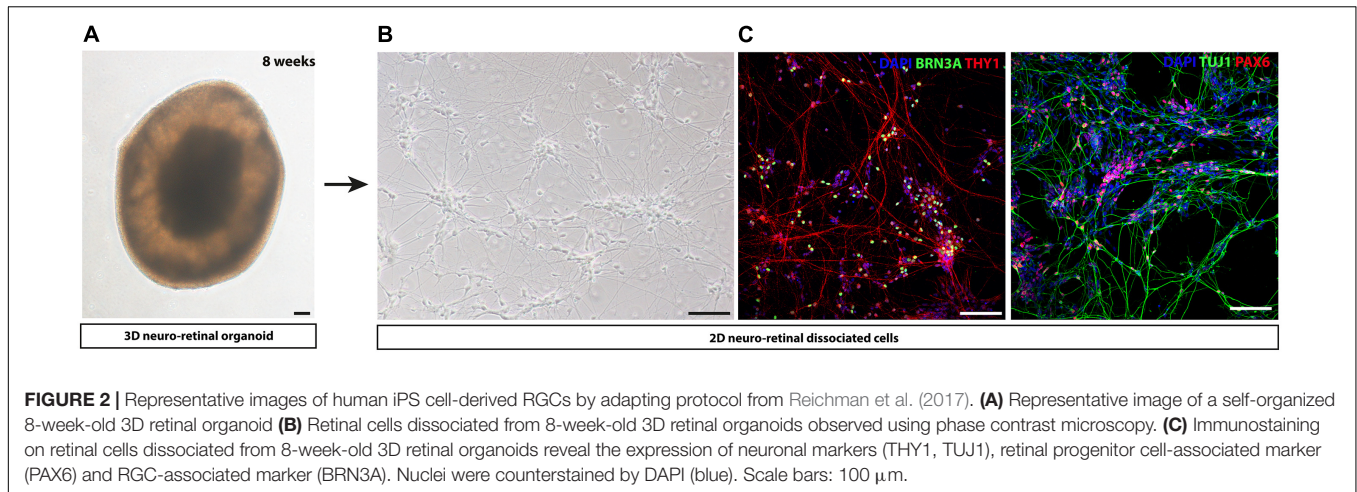 A
B
C
8 weeks
DAPI BRN3A THY1
DAPI TUJ1 PAX6
3D neuro-retinal organoid
2D neuro-retinal dissociated cells
FIGURE 2 | Representative images of human iPS cell-derived RGCs by adapting protocol from Reichman et al. (2017). (A) Representative image of a self-organized
8-week-old 3D retinal organoid (B) Retinal cells dissociated from 8-week-old 3D retinal organoids observed using phase contrast microscopy. (C) Immunostaining
on retinal cells dissociated from 8-week-old 3D retinal organoids reveal the expression of neuronal markers (THY1, TUJ1), retinal progenitor cell-associated marker
(PAX6) and RGC-associated marker (BRN3A). Nuclei were counterstained by DAPI (blue). Scale bars: 100 μm.